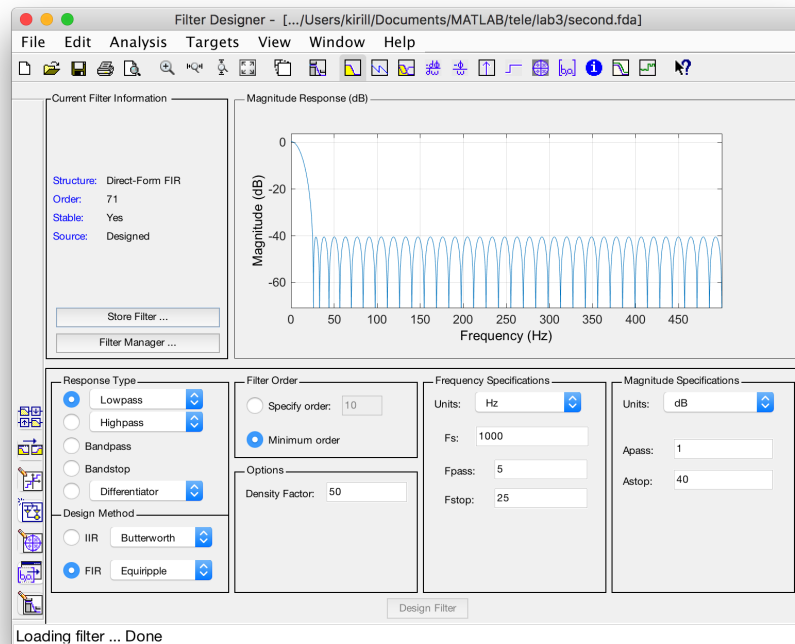 Filter Designer - [.../Users/kirill/Documents/MATLAB/tele/lab3/second.fda]
File Edit Analysis Targets View Window Help
Current Filter Information
Structure: Direct-Form FIR
Order: 71
Stable: Yes
Source: Designed
Store Filter ...
Filter Manager ...
Magnitude Response (dB)
Magnitude (dB)
0
-20
-40
-60
0 50 100 150 200 250 300 350 400 450
Frequency (Hz)
Response Type
Lowpass
Highpass
Bandpass
Bandstop
Differentiator
Design Method
IIR Butterworth
FIR Equiripple
Filter Order
Specify order: 10
Minimum order
Options
Density Factor: 50
Frequency Specifications
Units: Hz
Fs: 1000
Fpass: 5
Fstop: 25
Magnitude Specifications
Units: dB
Apass: 1
Astop: 40
Design Filter
Loading filter ... Done